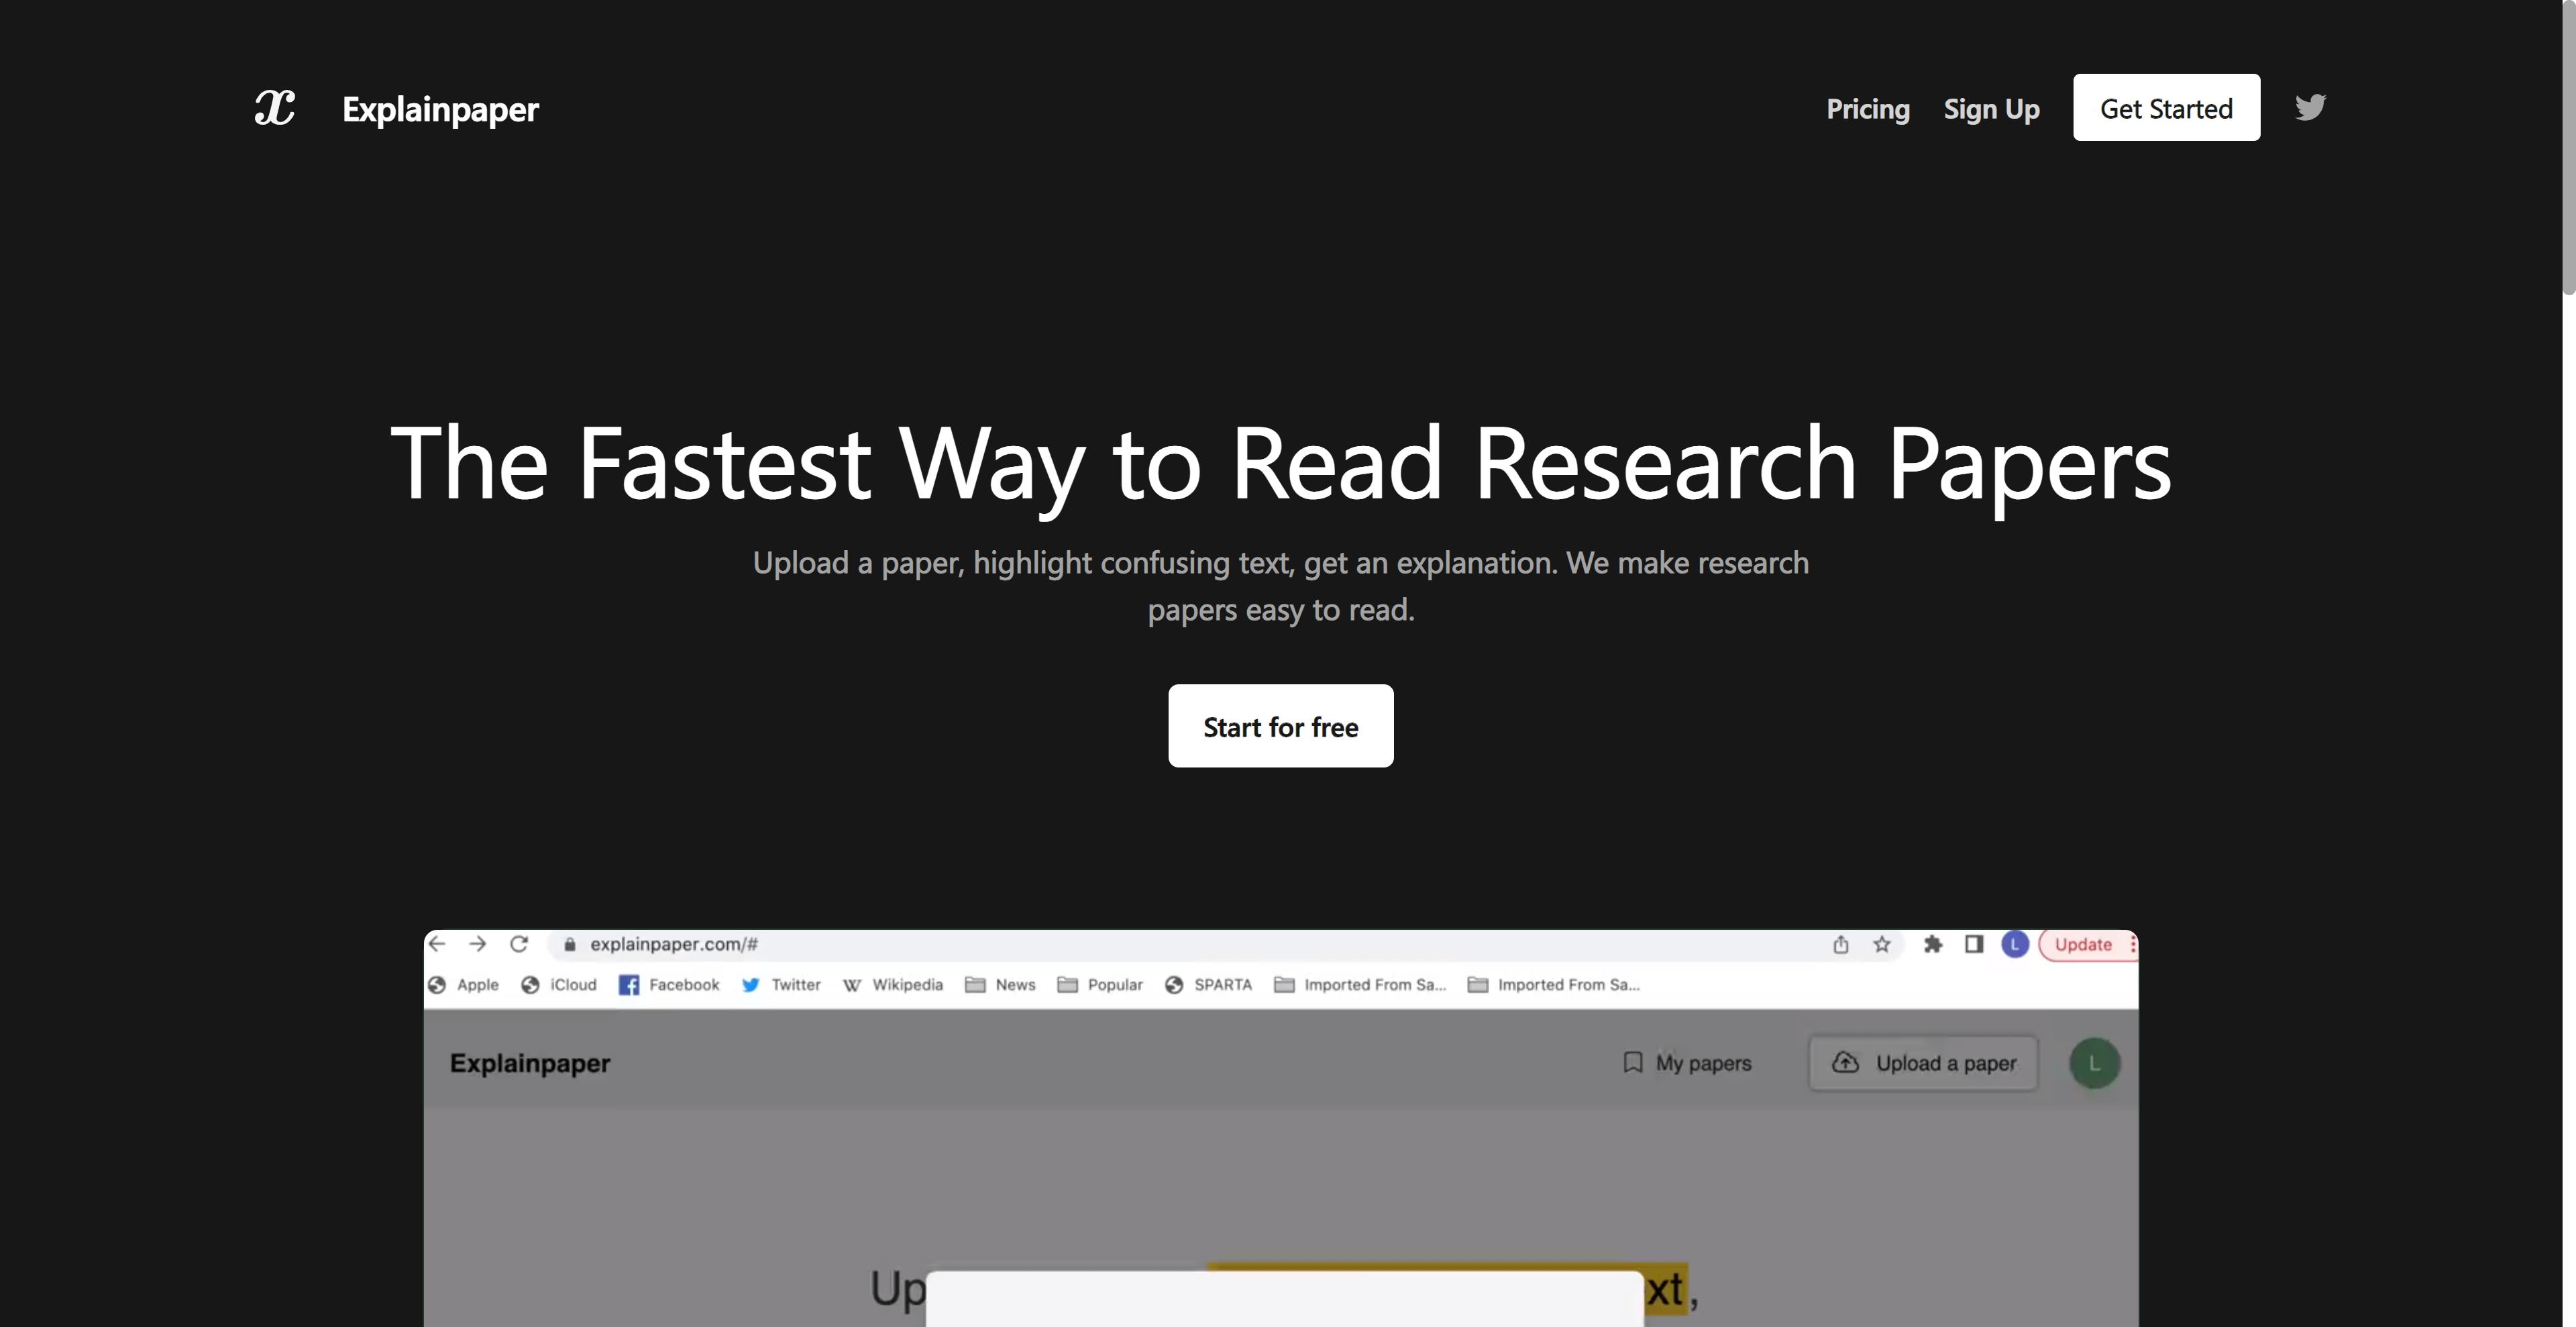 x Explainpaper Pricing Sign Up Get Started
The Fastest Way to Read Research Papers
Upload a paper, highlight confusing text, get an explanation. We make research
papers easy to read.
Start for free
explainpaper.com/# L Update
Apple iCloud Facebook Twitter W Wikipedia News Popular SPARTA Imported From Sa... Imported From Sa...
Explainpaper My papers Upload a paper L
Up xt,